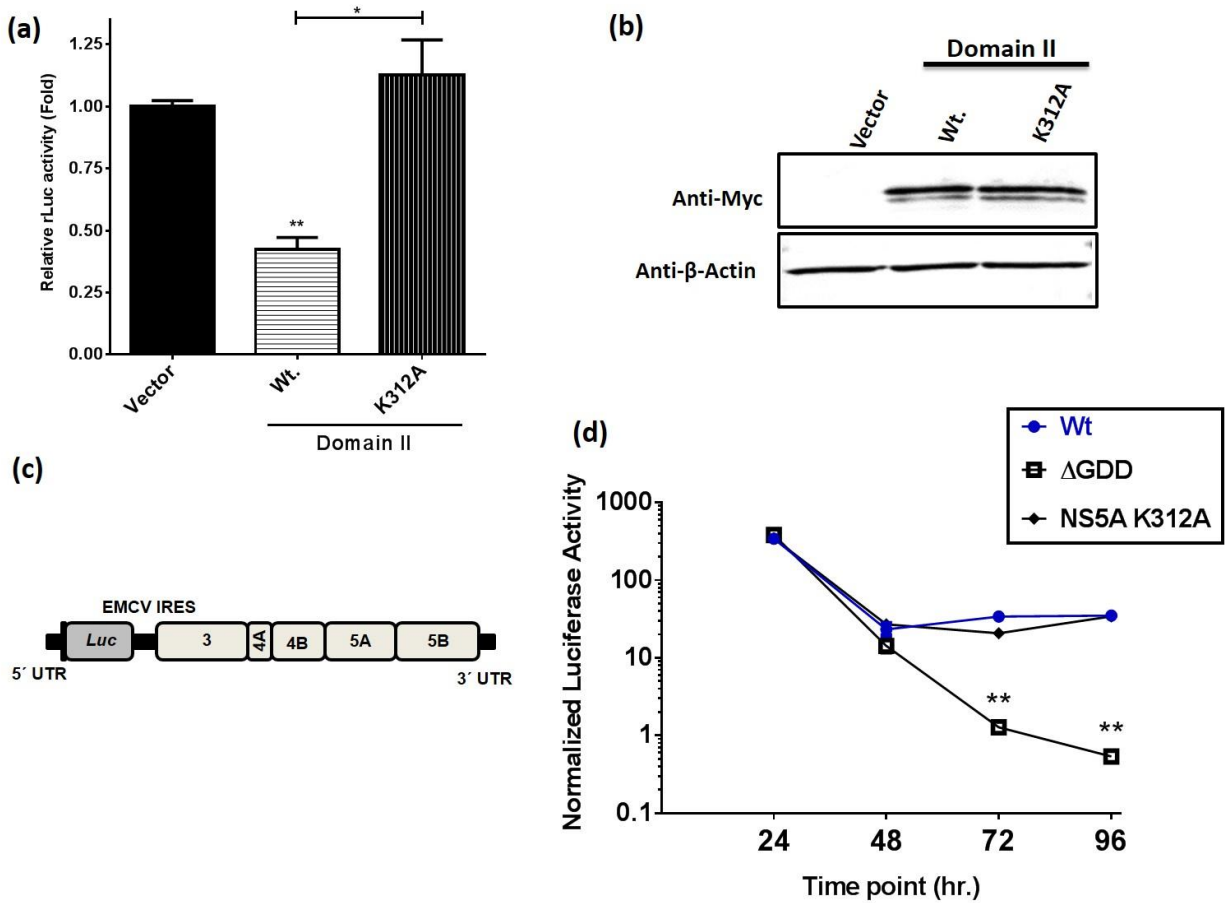 (a)
*
Relative rLuc activity (Fold)
1.25
1.00
0.75
0.50
0.25
0.00
**
Vector
Wt.
K312A
Domain II
(b)
Domain II
Vector
Wt.
K312A
Anti-Myc
Anti-β-Actin
(c)
EMCV IRES
Luc
3
4A
4B
5A
5B
5´ UTR
3´ UTR
(d)
Wt
ΔGDD
NS5A K312A
Normalized Luciferase Activity
1000
100
10
1
0.1
**
**
24
48
72
96
Time point (hr.)